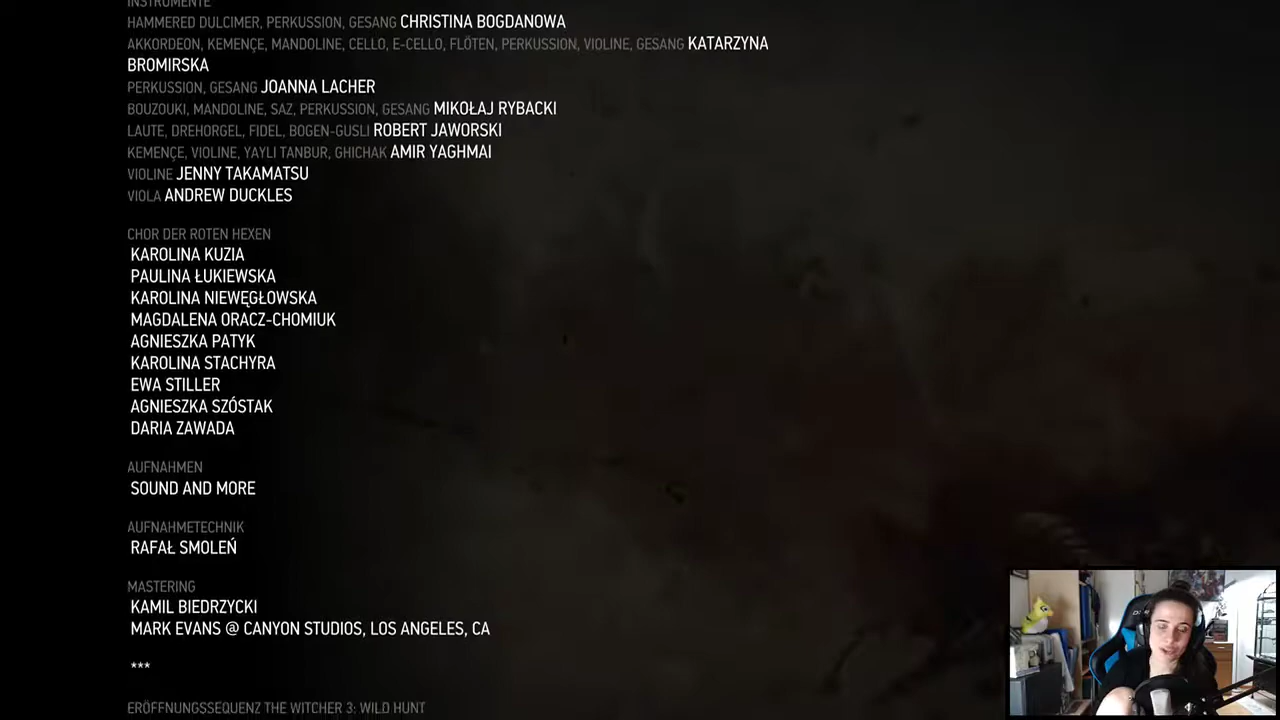 INSTRUMENTE
HAMMERED DULCIMER, PERKUSSION, GESANG CHRISTINA BOGDANOWA
AKKORDEON, KEMENÇE, MANDOLINE, CELLO, E-CELLO, FLÖTEN, PERKUSSION, VIOLINE, GESANG KATARZYNA
BROMIRSKA
PERKUSSION, GESANG JOANNA LACHER
BOUZOUKI, MANDOLINE, SAZ, PERKUSSION, GESANG MIKOŁAJ RYBACKI
LAUTE, DREHORGEL, FIDEL, BOGEN-GUSLI ROBERT JAWORSKI
KEMENÇE, VIOLINE, YAYLI TANBUR, GHICHAK AMIR YAGHMAI
VIOLINE JENNY TAKAMATSU
VIOLA ANDREW DUCKLES
CHOR DER ROTEN HEXEN
KAROLINA KUZIA
PAULINA ŁUKIEWSKA
KAROLINA NIEWĘGŁOWSKA
MAGDALENA ORACZ-CHOMIUK
AGNIESZKA PATYK
KAROLINA STACHYRA
EWA STILLER
AGNIESZKA SZÓSTAK
DARIA ZAWADA
AUFNAHMEN
SOUND AND MORE
AUFNAHMETECHNIK
RAFAŁ SMOLEŃ
MASTERING
KAMIL BIEDRZYCKI
MARK EVANS @ CANYON STUDIOS, LOS ANGELES, CA
***
ERÖFFNUNGSSEQUENZ THE WITCHER 3: WILD HUNT